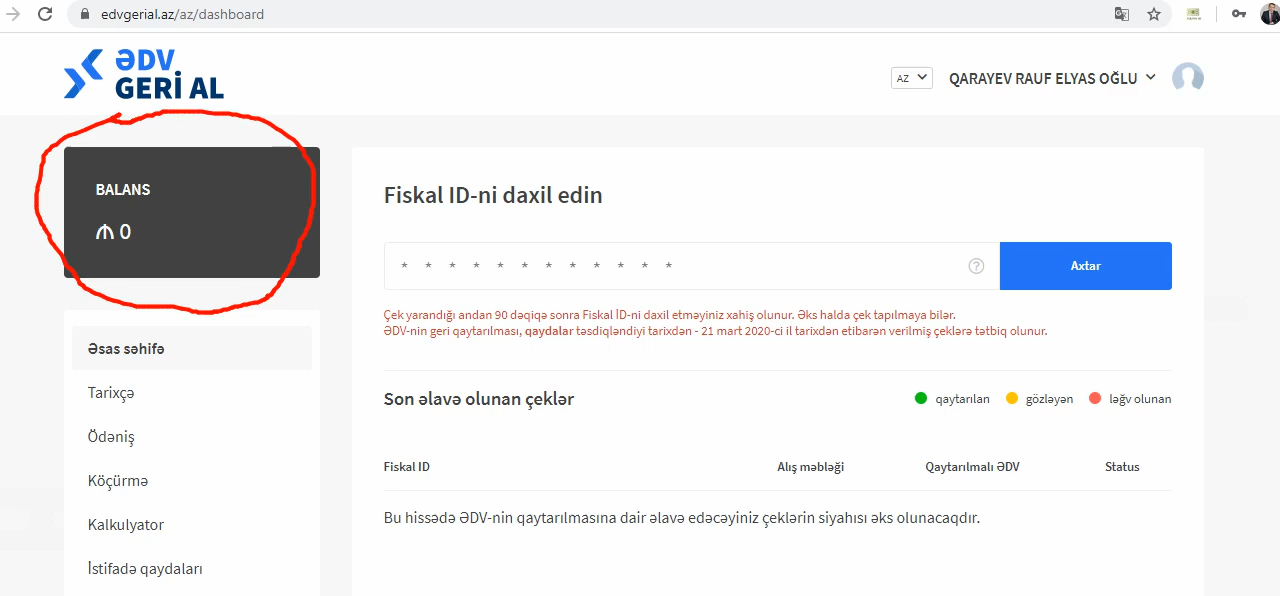 edvgerial.az/az/dashboard
ƏDV
GERİ AL
AZ
QARAYEV RAUF ELYAS OĞLU
BALANS
₼ 0
Əsas səhifə
Tarixçə
Ödəniş
Köçürmə
Kalkulyator
İstifadə qaydaları
Fiskal ID-ni daxil edin
* * * * * * * * * * * *
Axtar
Çek yarandığı andan 90 dəqiqə sonra Fiskal İD-ni daxil etməyiniz xahiş olunur. Əks halda çek tapılmaya bilər.
ƏDV-nin geri qaytarılması, qaydalar təsdiqləndiyi tarixdən - 21 mart 2020-ci il tarixdən etibarən verilmiş çeklərə tətbiq olunur.
Son əlavə olunan çeklər
qaytarılan
gözləyən
ləğv olunan
Fiskal ID
Alış məbləği
Qaytarılmalı ƏDV
Status
Bu hissədə ƏDV-nin qaytarılmasına dair əlavə edəcəyiniz çeklərin siyahısı əks olunacaqdır.